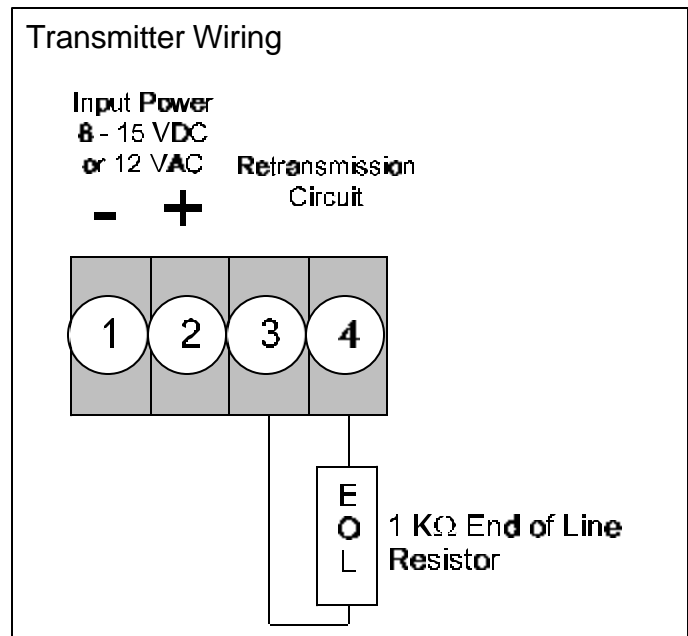 Transmitter Wiring
Input Power
8 - 15 VDC
or 12 VAC
- +
Retransmission
Circuit
1 2 3 4
E
O
L
1 KΩ End of Line
Resistor